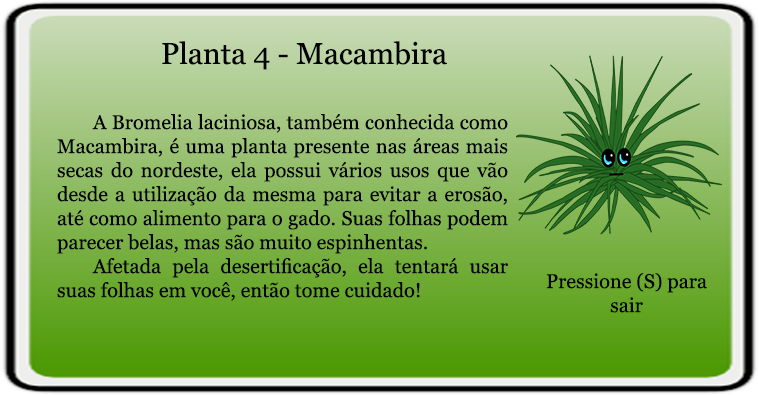 Planta 4 - Macambira
A Bromelia laciniosa, também conhecida como
Macambira, é uma planta presente nas áreas mais
secas do nordeste, ela possui vários usos que vão
desde a utilização da mesma para evitar a erosão,
até como alimento para o gado. Suas folhas podem
parecer belas, mas são muito espinhentas.
Afetada pela desertificação, ela tentará usar
suas folhas em você, então tome cuidado!
Pressione (S) para
sair